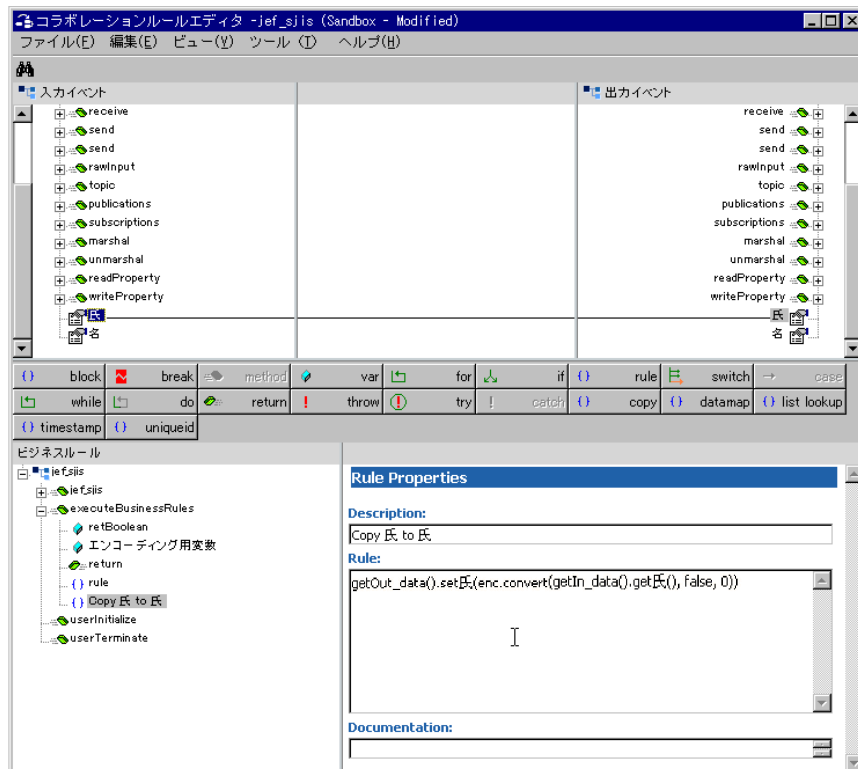 コラボレーションルールエディタ -jef_sjis (Sandbox - Modified)
ファイル(F) 編集(E) ビュー(V) ツール (T) ヘルプ(H)
入力イベント
出力イベント
receive
send
send
rawInput
topic
publications
subscriptions
marshal
unmarshal
readProperty
writeProperty
氏
名
receive
send
send
rawInput
topic
publications
subscriptions
marshal
unmarshal
readProperty
writeProperty
氏
名
{} block break method var for if {} rule switch case
while do return ! throw ! try ! catch {} copy {} datamap {} list lookup
{} timestamp {} uniqueid
ビジネスルール
jef_sjis
jef_sjis
executeBusinessRules
retBoolean
エンコーディング用変数
return
{} rule
{} Copy 氏 to 氏
userInitialize
userTerminate
Rule Properties
Description:
Copy 氏 to 氏
Rule:
getOut_data().set氏(enc.convert(getIn_data().get氏(), false, 0))
Documentation: